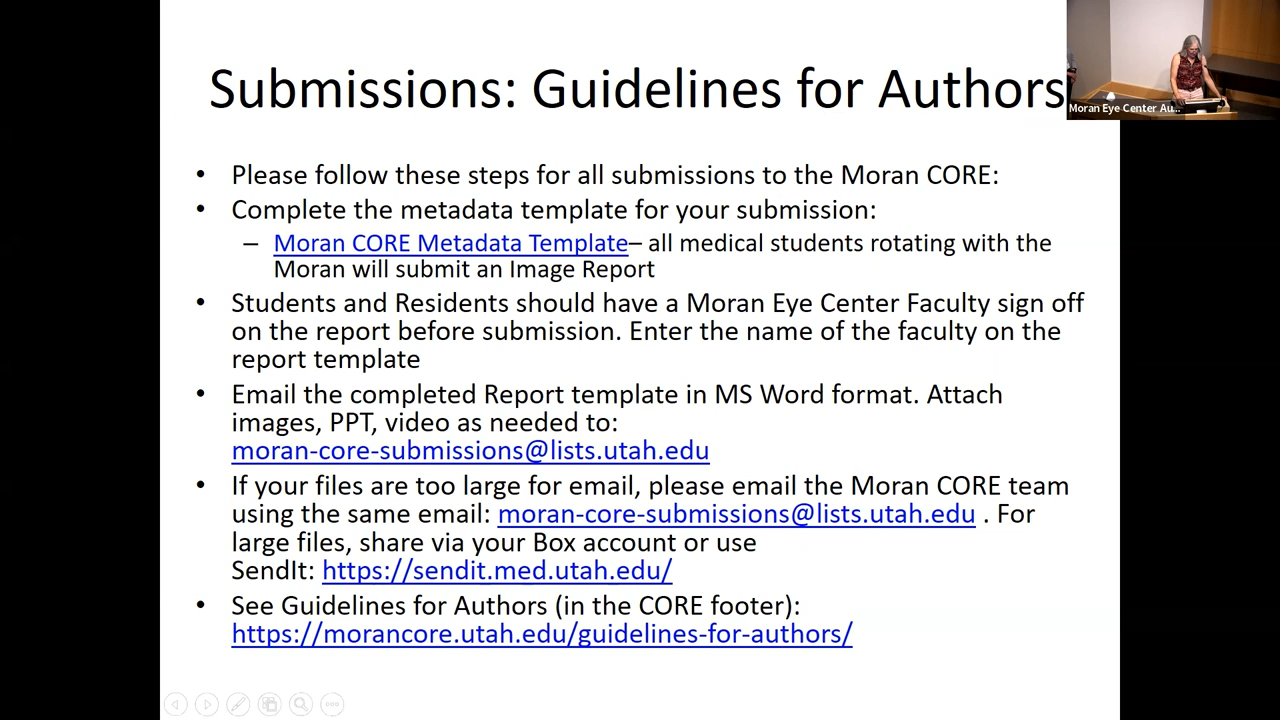 Submissions: Guidelines for Authors
Moran Eye Center Au...
• Please follow these steps for all submissions to the Moran CORE:
• Complete the metadata template for your submission:
– Moran CORE Metadata Template– all medical students rotating with the
Moran will submit an Image Report
• Students and Residents should have a Moran Eye Center Faculty sign off
on the report before submission. Enter the name of the faculty on the
report template
• Email the completed Report template in MS Word format. Attach
images, PPT, video as needed to:
moran-core-submissions@lists.utah.edu
• If your files are too large for email, please email the Moran CORE team
using the same email: moran-core-submissions@lists.utah.edu . For
large files, share via your Box account or use
SendIt: https://sendit.med.utah.edu/
• See Guidelines for Authors (in the CORE footer):
https://morancore.utah.edu/guidelines-for-authors/